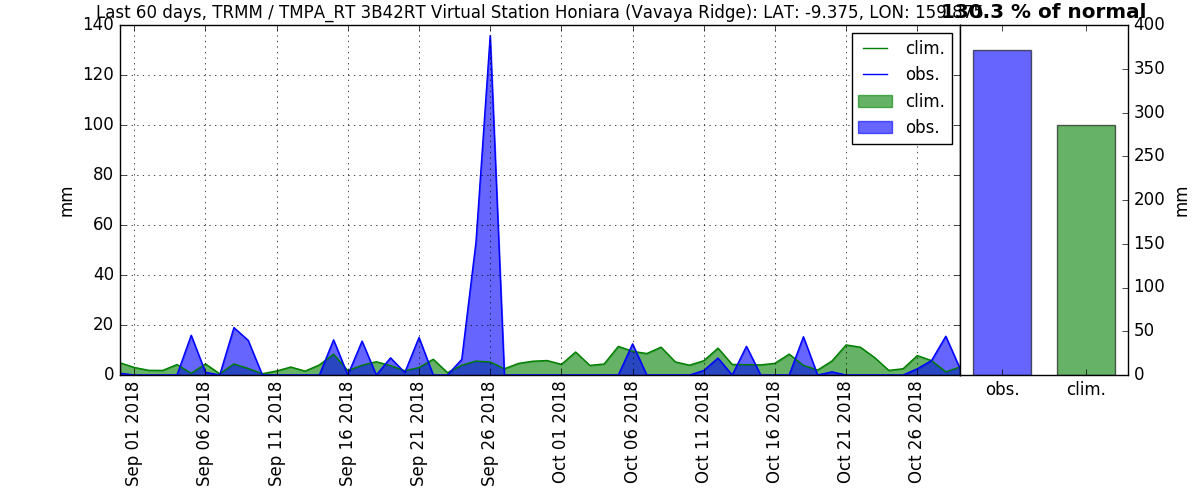 Last 60 days, TRMM / TMPA_RT 3B42RT Virtual Station Honiara (Vavaya Ridge): LAT: -9.375, LON:
130.3 % of normal
140
120
100
80
60
40
20
0
mm
clim.
obs.
clim.
obs.
400
350
300
250
200
150
100
50
0
mm
Sep 01 2018
Sep 06 2018
Sep 11 2018
Sep 16 2018
Sep 21 2018
Sep 26 2018
Oct 01 2018
Oct 06 2018
Oct 11 2018
Oct 16 2018
Oct 21 2018
Oct 26 2018
obs.
clim.